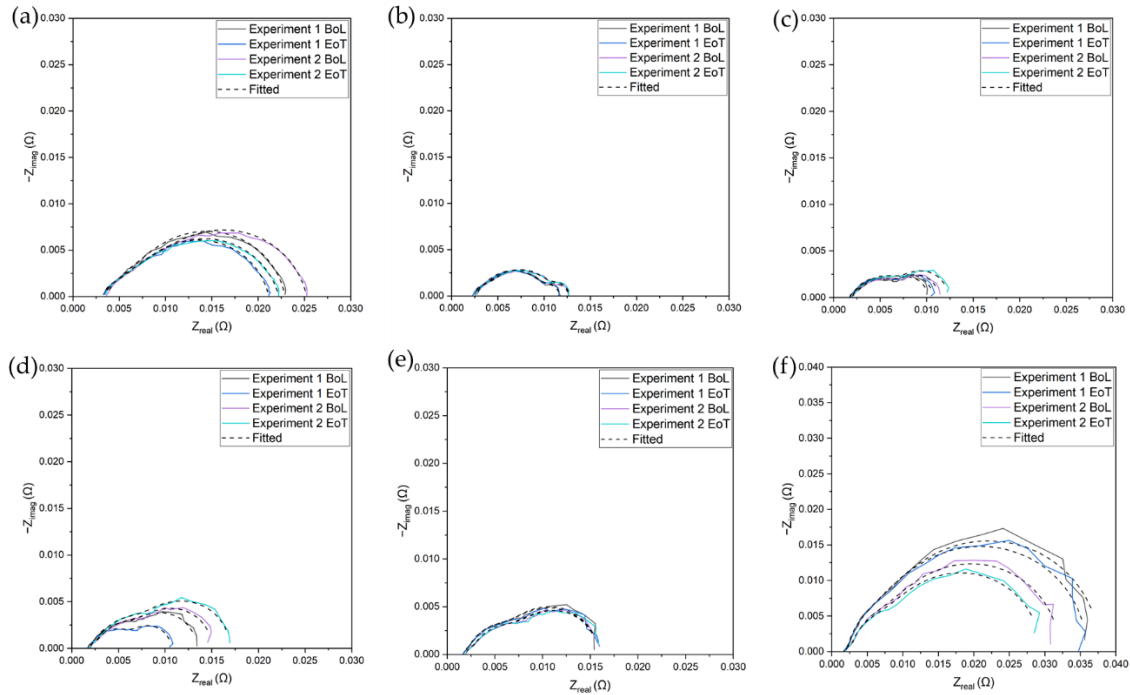 (a)
Experiment 1 BoL
Experiment 1 EoT
Experiment 2 BoL
Experiment 2 EoT
Fitted
−Zimag (Ω)
0.030
0.025
0.020
0.015
0.010
0.005
0.000
0.000 0.005 0.010 0.015 0.020 0.025 0.030
Zreal (Ω)
(b)
Experiment 1 BoL
Experiment 1 EoT
Experiment 2 BoL
Experiment 2 EoT
Fitted
−Zimag (Ω)
0.030
0.025
0.020
0.015
0.010
0.005
0.000
0.000 0.005 0.010 0.015 0.020 0.025 0.030
Zreal (Ω)
(c)
Experiment 1 BoL
Experiment 1 EoT
Experiment 2 BoL
Experiment 2 EoT
Fitted
−Zimag (Ω)
0.030
0.025
0.020
0.015
0.010
0.005
0.000
0.000 0.005 0.010 0.015 0.020 0.025 0.030
Zreal (Ω)
(d)
Experiment 1 BoL
Experiment 1 EoT
Experiment 2 BoL
Experiment 2 EoT
Fitted
−Zimag (Ω)
0.030
0.025
0.020
0.015
0.010
0.005
0.000
0.000 0.005 0.010 0.015 0.020 0.025 0.030
Zreal (Ω)
(e)
Experiment 1 BoL
Experiment 1 EoT
Experiment 2 BoL
Experiment 2 EoT
Fitted
−Zimag (Ω)
0.030
0.025
0.020
0.015
0.010
0.005
0.000
0.000 0.005 0.010 0.015 0.020 0.025 0.030
Zreal (Ω)
(f)
Experiment 1 BoL
Experiment 1 EoT
Experiment 2 BoL
Experiment 2 EoT
Fitted
−Zimag (Ω)
0.040
0.035
0.030
0.025
0.020
0.015
0.010
0.005
0.000
0.000 0.005 0.010 0.015 0.020 0.025 0.030 0.035 0.040
Zreal (Ω)